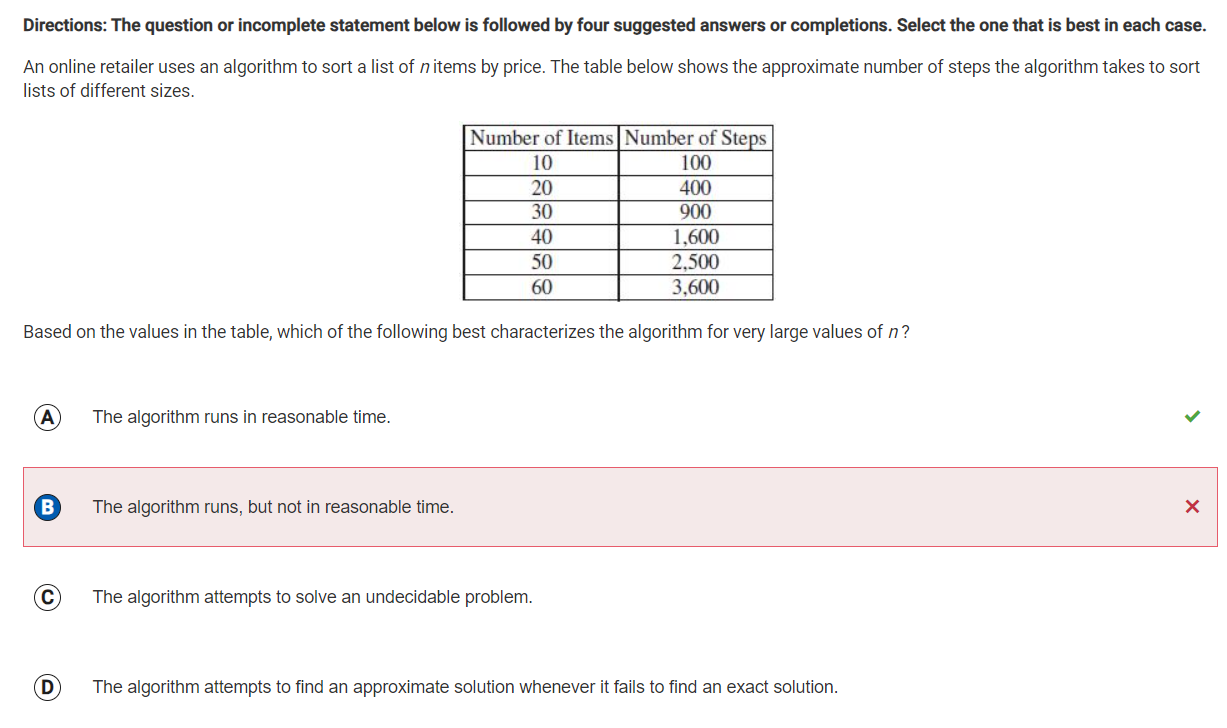 Directions: The question or incomplete statement below is followed by four suggested answers or completions. Select the one that is best in each case.
An online retailer uses an algorithm to sort a list of n items by price. The table below shows the approximate number of steps the algorithm takes to sort
lists of different sizes.
Number of Items Number of Steps
10 100
20 400
30 900
40 1,600
50 2,500
60 3,600
Based on the values in the table, which of the following best characterizes the algorithm for very large values of n?
A The algorithm runs in reasonable time.
B The algorithm runs, but not in reasonable time.
C The algorithm attempts to solve an undecidable problem.
D The algorithm attempts to find an approximate solution whenever it fails to find an exact solution.